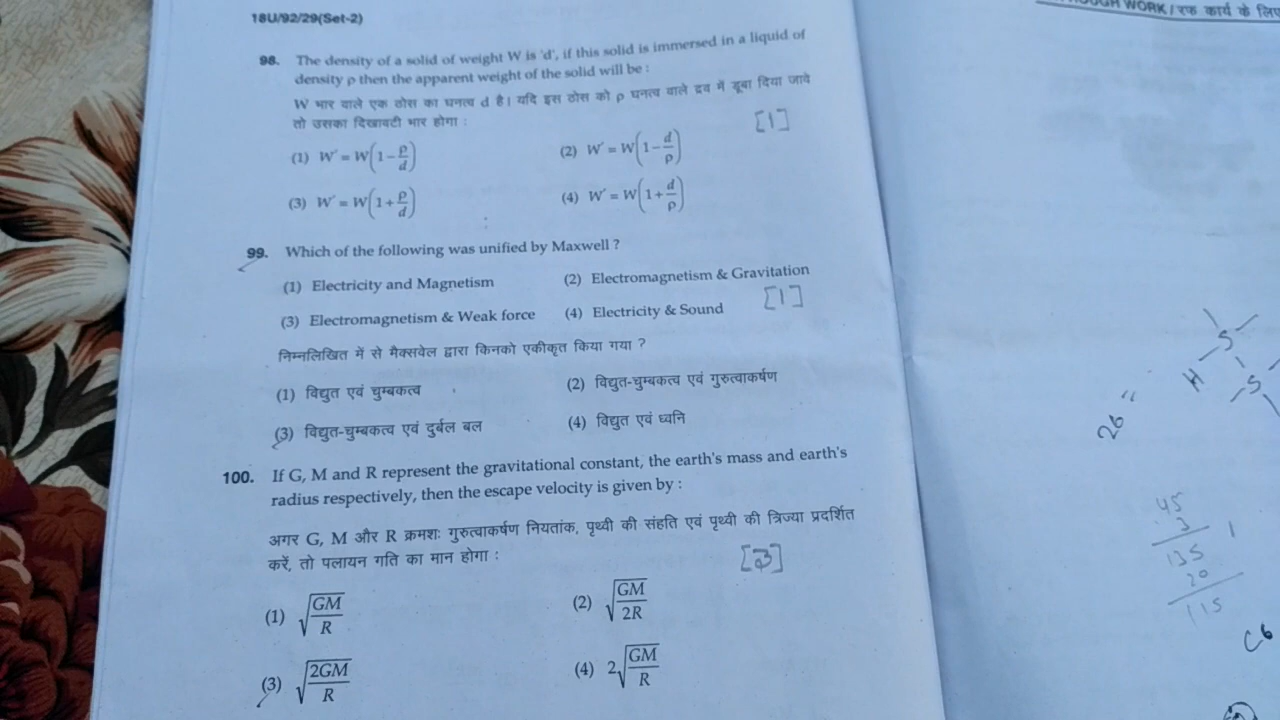 18U/92/29(Set-2)
98. The density of a solid of weight W is 'd', if this solid is immersed in a liquid of
density ρ then the apparent weight of the solid will be :
W भार वाले एक ठोस का घनत्व d है। यदि इस ठोस को ρ घनत्व वाले द्रव में डूबा दिया जावे
तो उसका दिखावटी भार होगा :
[1]
(1) W' = W(1 - ρ/d) (2) W' = W(1 - d/ρ)
(3) W' = W(1 + ρ/d) (4) W' = W(1 + d/ρ)
99. Which of the following was unified by Maxwell ?
(1) Electricity and Magnetism (2) Electromagnetism & Gravitation
(3) Electromagnetism & Weak force (4) Electricity & Sound
[1]
निम्नलिखित में से मैक्सवेल द्वारा किनको एकीकृत किया गया ?
(1) विद्युत एवं चुम्बकत्व (2) विद्युत-चुम्बकत्व एवं गुरुत्वाकर्षण
(3) विद्युत-चुम्बकत्व एवं दुर्बल बल (4) विद्युत एवं ध्वनि
100. If G, M and R represent the gravitational constant, the earth's mass and earth's
radius respectively, then the escape velocity is given by :
अगर G, M और R क्रमशः गुरुत्वाकर्षण नियतांक, पृथ्वी की संहति एवं पृथ्वी की त्रिज्या प्रदर्शित
करें, तो पलायन गति का मान होगा :
[3]
(1) √(GM/R) (2) √(GM/2R)
(3) √(2GM/R) (4) 2√(GM/R)
WORK / रफ कार्य के लिए
S
H
S
26"
45
3
135 1
20
115
C6